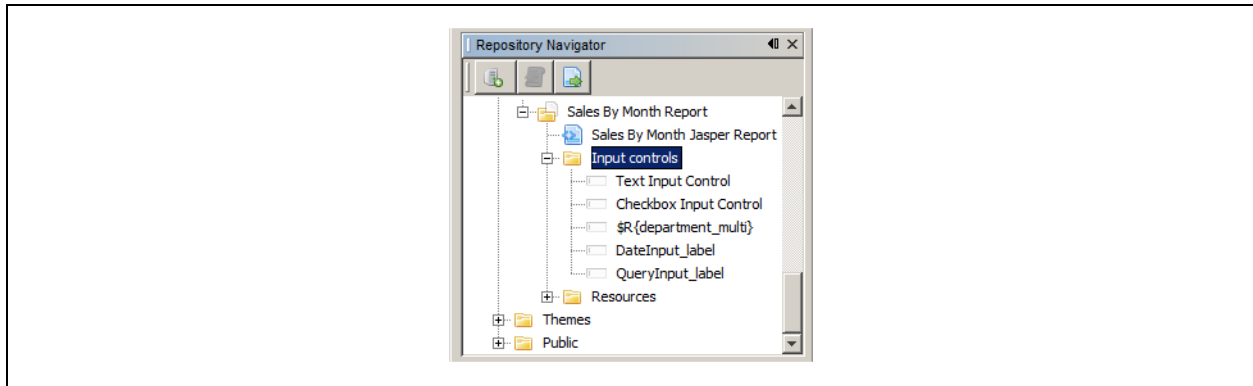 Repository Navigator
Sales By Month Report
Sales By Month Jasper Report
Input controls
Text Input Control
Checkbox Input Control
$R{department_multi}
DateInput_label
QueryInput_label
Resources
Themes
Public